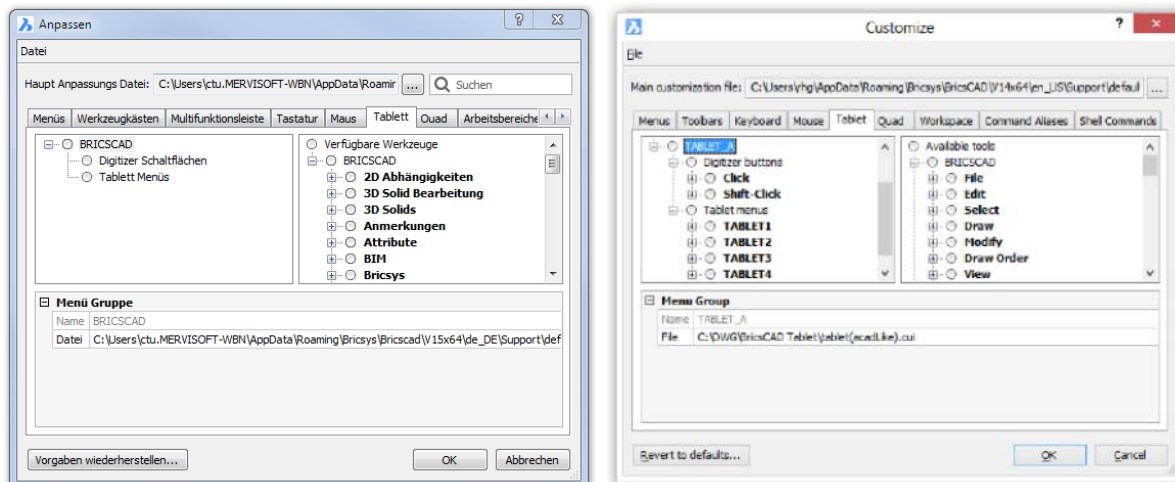 Anpassen
Datei
Haupt Anpassungs Datei: C:\Users\ctu.MERVISOFT-WBN\AppData\Roamir ... Suchen
Menüs Werkzeugkästen Multifunktionsleiste Tastatur Maus Tablett Quad Arbeitsbereiche
BRICSCAD
Digitizer Schaltflächen
Tablett Menüs
Verfügbare Werkzeuge
BRICSCAD
2D Abhängigkeiten
3D Solid Bearbeitung
3D Solids
Anmerkungen
Attribute
BIM
Bricsys
Menü Gruppe
Name BRICSCAD
Datei C:\Users\ctu.MERVISOFT-WBN\AppData\Roaming\Bricsys\Bricscad\V15x64\de_DE\Support\def
Vorgaben wiederherstellen... OK Abbrechen
Customize
File
Main customization file: C:\Users\rhg\AppData\Roaming\Bricsys\BricsCAD\V14x64\en_US\Support\defaul ...
Menus Toolbars Keyboard Mouse Tablet Quad Workspace Command Aliases Shell Commands
TABLET_A
Digitizer buttons
Click
Shift-Click
Tablet menus
TABLET1
TABLET2
TABLET3
TABLET4
Available tools
BRICSCAD
File
Edit
Select
Draw
Modify
Draw Order
View
Menu Group
Name TABLET_A
File C:\DWG\BricsCAD Tablet\tablet(acadLike).cui
Revert to defaults... OK Cancel